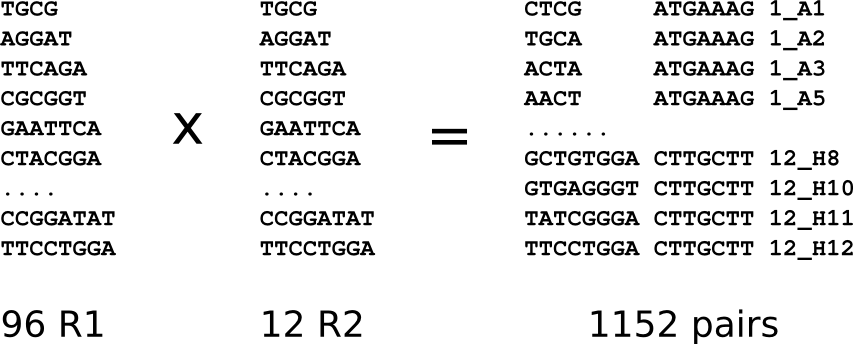 TGCG TGCG CTCG ATGAAAG 1_A1
AGGAT AGGAT TGCA ATGAAAG 1_A2
TTCAGA TTCAGA ACTA ATGAAAG 1_A3
CGCGGT CGCGGT AACT ATGAAAG 1_A5
GAATTCA x GAATTCA = ......
CTACGGA CTACGGA GCTGTGGA CTTGCTT 12_H8
.... .... GTGAGGGT CTTGCTT 12_H10
CCGGATAT CCGGATAT TATCGGGA CTTGCTT 12_H11
TTCCTGGA TTCCTGGA TTCCTGGA CTTGCTT 12_H12
96 R1 12 R2 1152 pairs